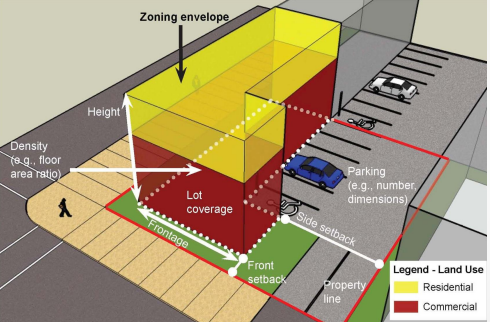 Zoning envelope
Height
Density
(e.g., floor
area ratio)
Lot
coverage
Parking
(e.g., number,
dimensions)
Frontage
Side setback
Front
setback
Property
line
Legend - Land Use
Residential
Commercial